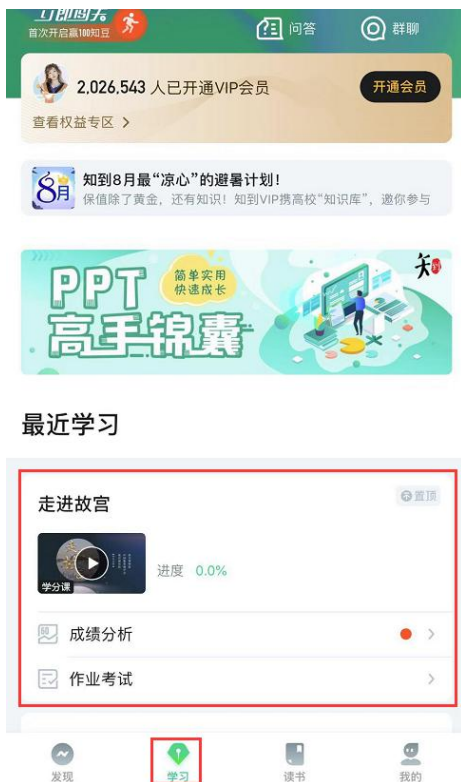 立即闯关
首次开启赢100知豆
问答
群聊
2,026,543 人已开通VIP会员
开通会员
查看权益专区
8月
知到8月最“凉心”的避暑计划!
保值除了黄金，还有知识！知到VIP携高校“知识库”，邀你参与
PPT
高手锦囊
简单实用
快速成长
知
最近学习
走进故宫
置顶
学分课
进度 0.0%
成绩分析
作业考试
发现
学习
读书
我的